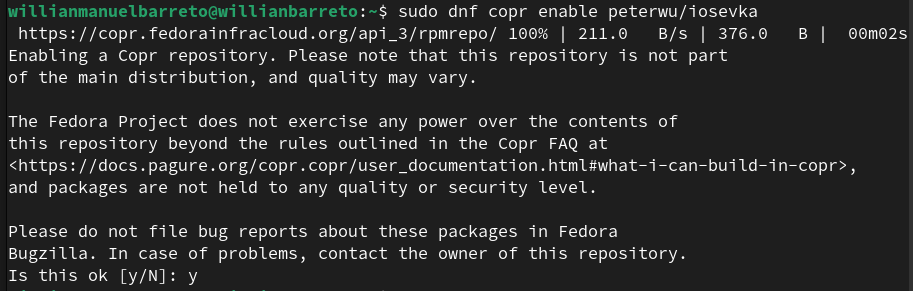 willianmanuelbarreto@willianbarreto:~$ sudo dnf copr enable peterwu/iosevka
https://copr.fedorainfracloud.org/api_3/rpmrepo/ 100% | 211.0   B/s | 376.0   B |  00m02s
Enabling a Copr repository. Please note that this repository is not part
of the main distribution, and quality may vary.

The Fedora Project does not exercise any power over the contents of
this repository beyond the rules outlined in the Copr FAQ at
<https://docs.pagure.org/copr.copr/user_documentation.html#what-i-can-build-in-copr>,
and packages are not held to any quality or security level.

Please do not file bug reports about these packages in Fedora
Bugzilla. In case of problems, contact the owner of this repository.
Is this ok [y/N]: y